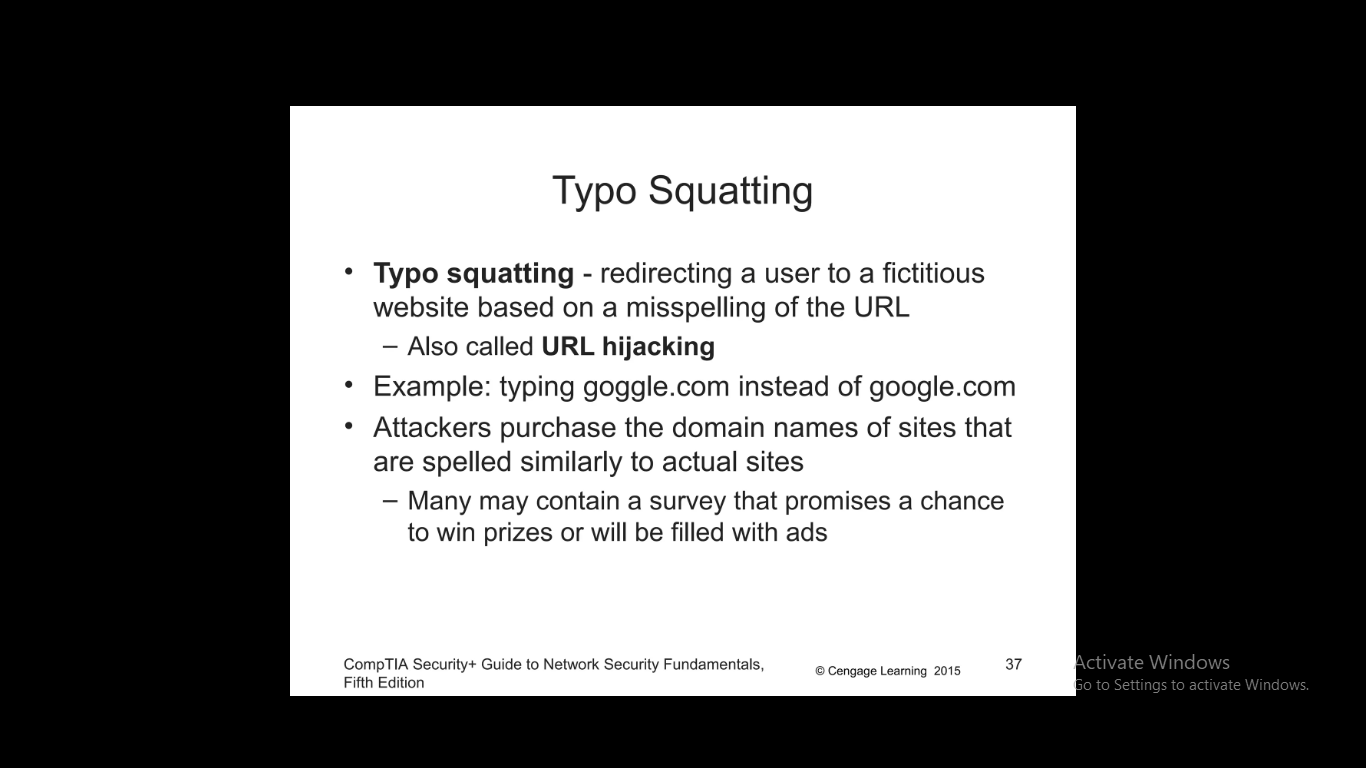 Typo Squatting
• Typo squatting - redirecting a user to a fictitious
website based on a misspelling of the URL
– Also called URL hijacking
• Example: typing goggle.com instead of google.com
• Attackers purchase the domain names of sites that
are spelled similarly to actual sites
– Many may contain a survey that promises a chance
to win prizes or will be filled with ads
CompTIA Security+ Guide to Network Security Fundamentals,
Fifth Edition
© Cengage Learning 2015
37
Activate Windows
Go to Settings to activate Windows.